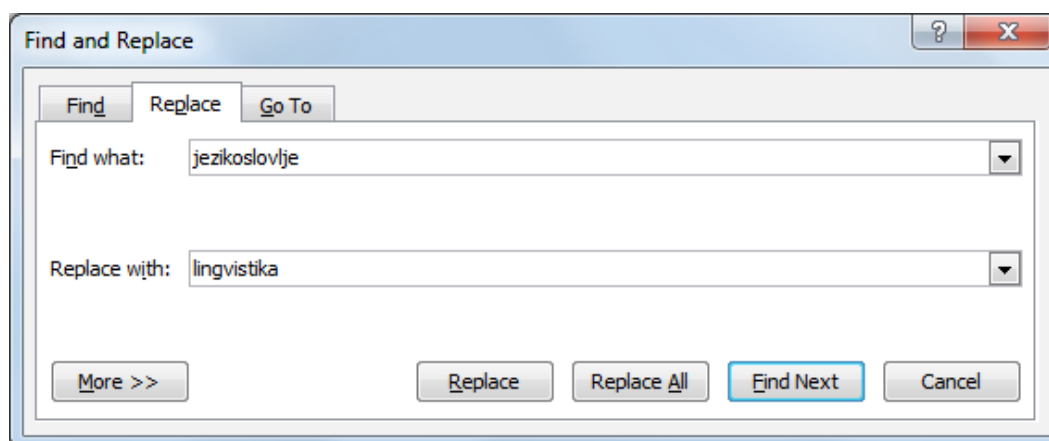 Find and Replace
Find Replace Go To
Find what: jezikoslovlje
Replace with: lingvistika
More >> Replace Replace All Find Next Cancel